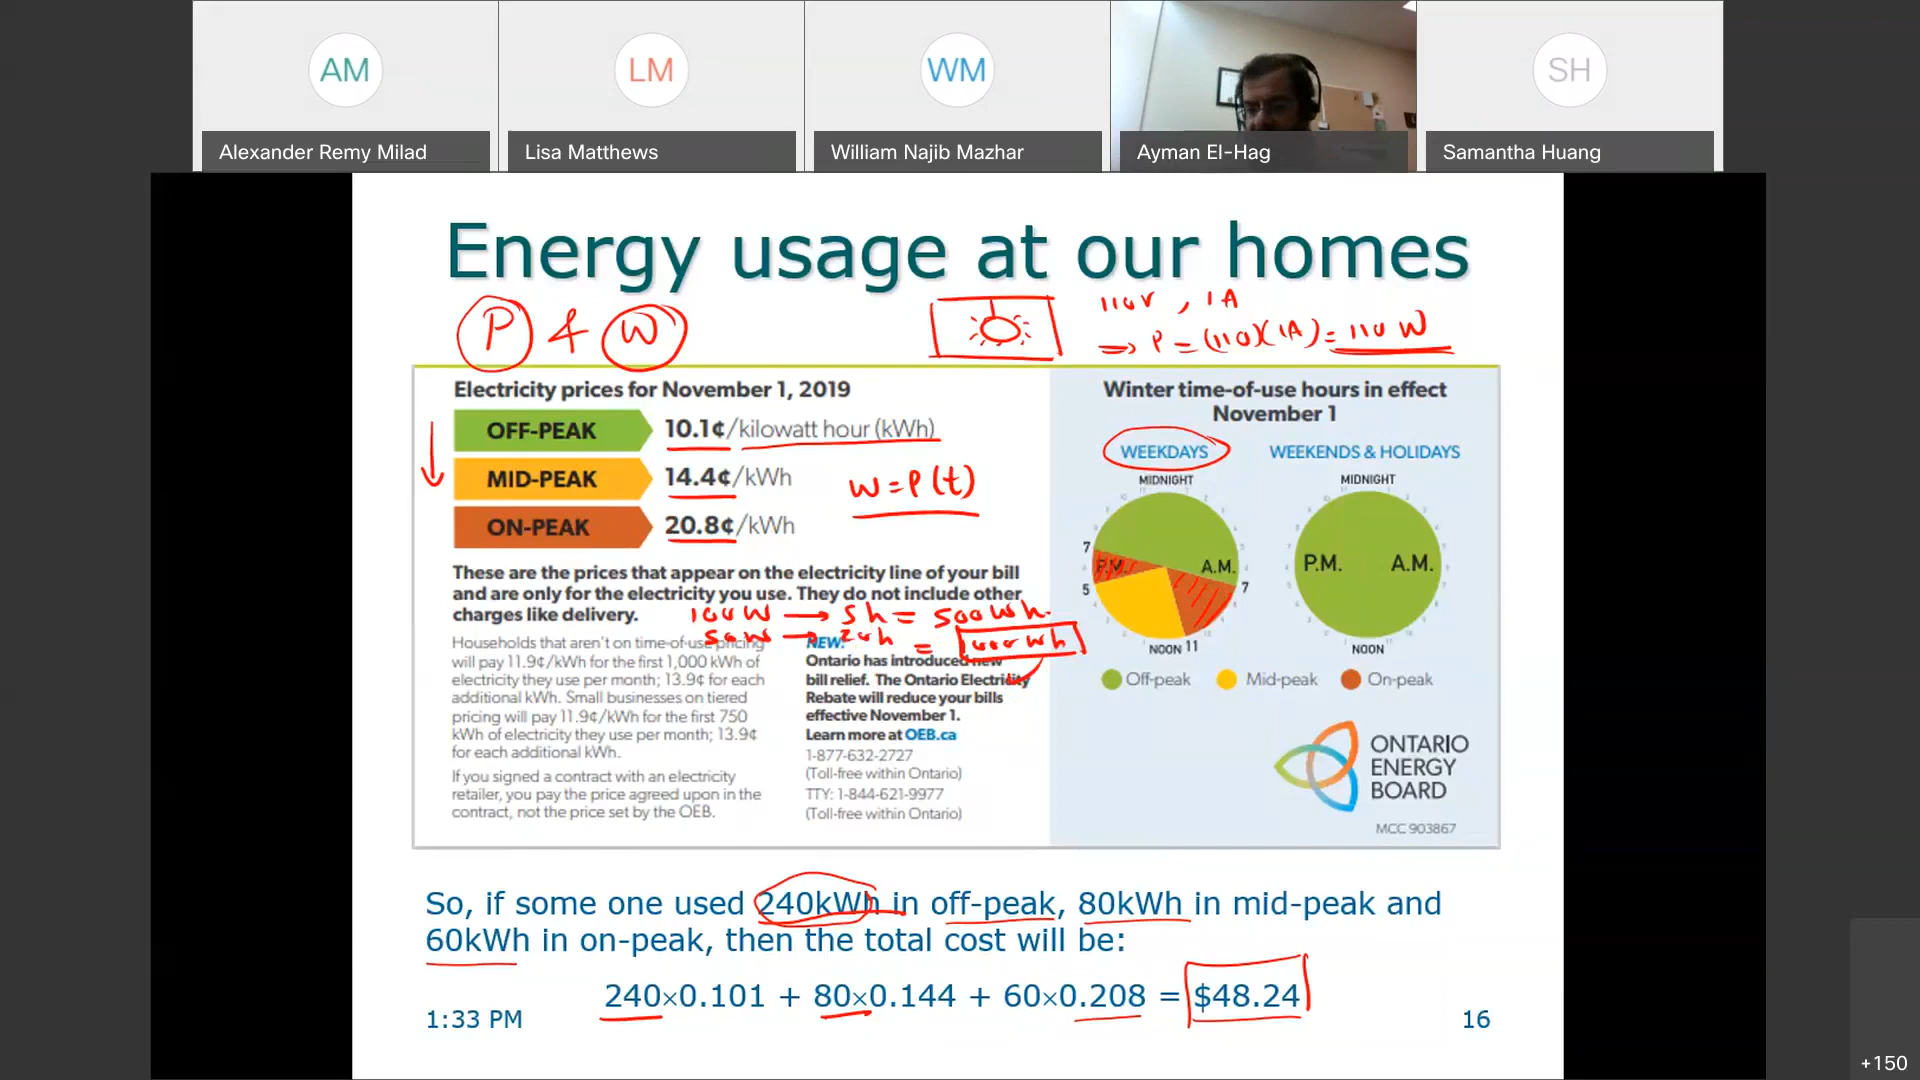 AM
LM
WM
SH
Alexander Remy Milad
Lisa Matthews
William Najib Mazhar
Ayman El-Hag
Samantha Huang
Energy usage at our homes
P & W
110V, 1A
→ P = (110)(1A) = 110 W
Electricity prices for November 1, 2019
OFF-PEAK 10.1¢/kilowatt hour (kWh)
MID-PEAK 14.4¢/kWh
ON-PEAK 20.8¢/kWh
W = P(t)
These are the prices that appear on the electricity line of your bill
and are only for the electricity you use. They do not include other
charges like delivery.
100W → 5h = 500Wh
50W → 20h = 1000Wh
Households that aren't on time-of-use pricing
will pay 11.9¢/kWh for the first 1,000 kWh of
electricity they use per month; 13.9¢ for each
additional kWh. Small businesses on tiered
pricing will pay 11.9¢/kWh for the first 750
kWh of electricity they use per month; 13.9¢
for each additional kWh.
If you signed a contract with an electricity
retailer, you pay the price agreed upon in the
contract, not the price set by the OEB.
NEW:
Ontario has introduced new
bill relief. The Ontario Electricity
Rebate will reduce your bills
effective November 1.
Learn more at OEB.ca
1-877-632-2727
(Toll-free within Ontario)
TTY: 1-844-621-9977
(Toll-free within Ontario)
Winter time-of-use hours in effect
November 1
WEEKDAYS
MIDNIGHT
7
P.M. A.M.
5
7
NOON 11
WEEKENDS & HOLIDAYS
MIDNIGHT
P.M. A.M.
NOON
Off-peak Mid-peak On-peak
ONTARIO
ENERGY
BOARD
MCC 903867
So, if some one used 240kWh in off-peak, 80kWh in mid-peak and
60kWh in on-peak, then the total cost will be:
240×0.101 + 80×0.144 + 60×0.208 = $48.24
1:33 PM
16
+150